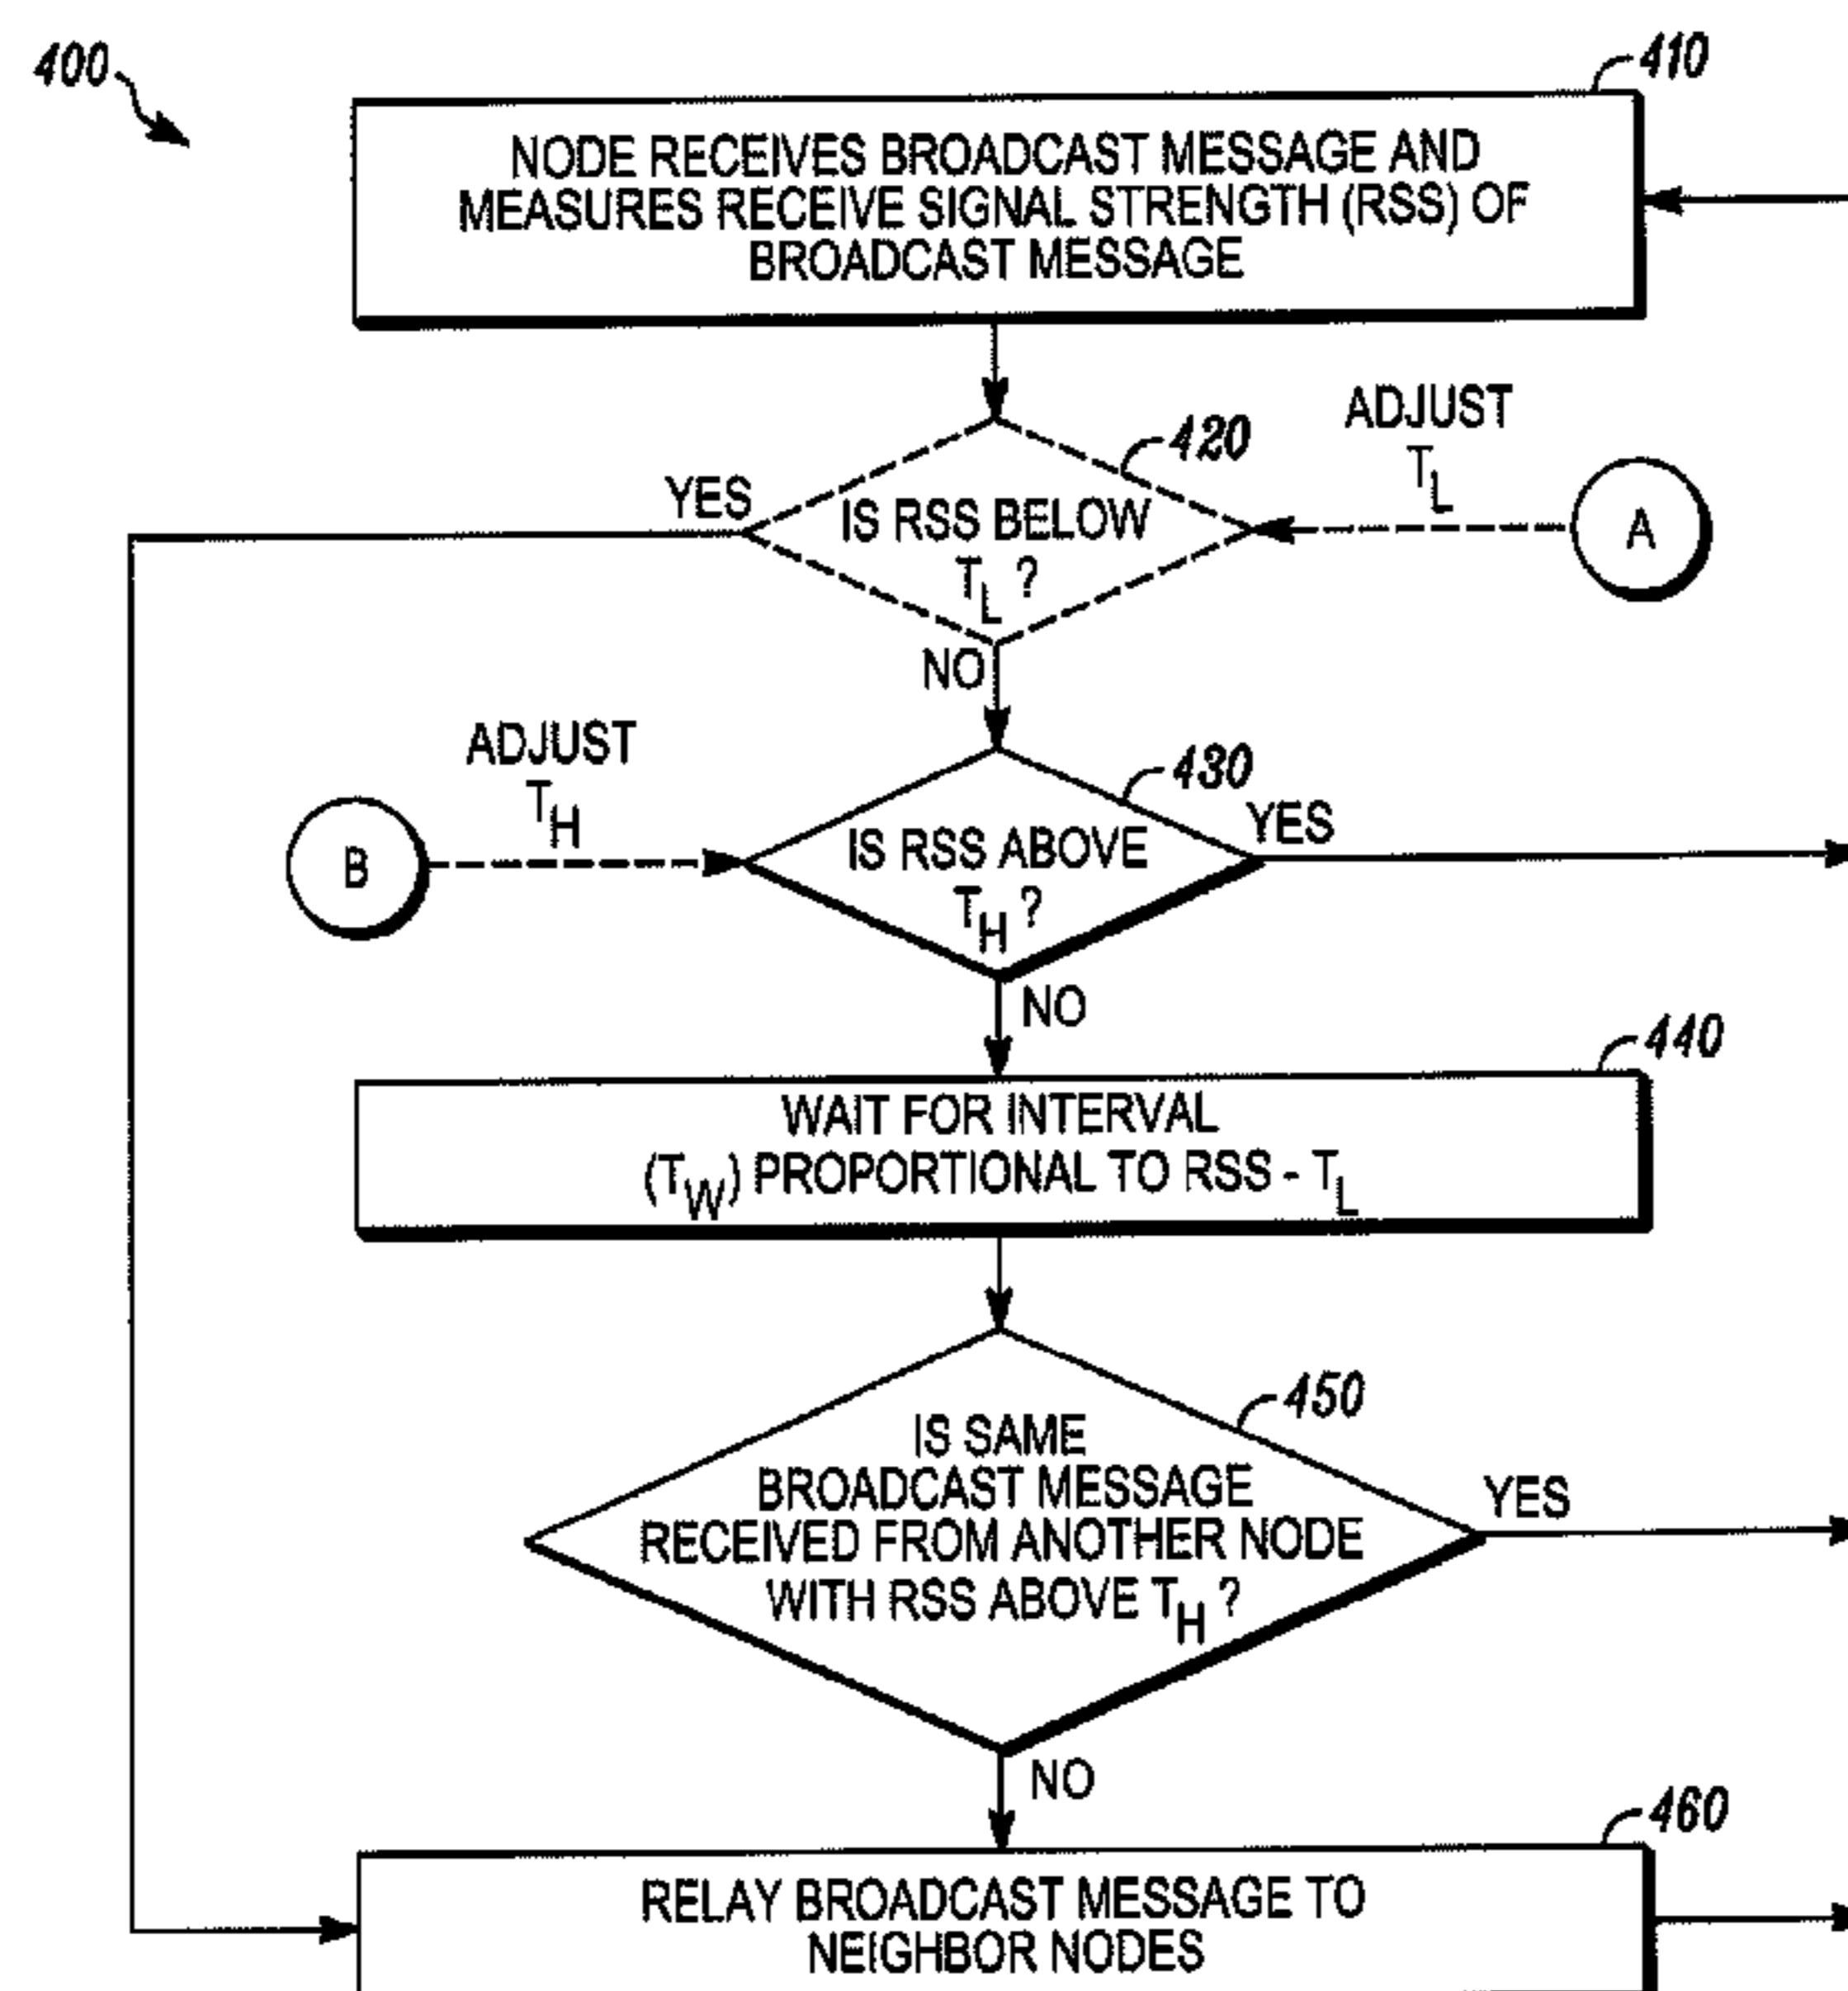 400
410
NODE RECEIVES BROADCAST MESSAGE AND
MEASURES RECEIVE SIGNAL STRENGTH (RSS) OF
BROADCAST MESSAGE
420
ADJUST
TL
YES
IS RSS BELOW
TL ?
A
NO
ADJUST
TH
430
YES
B
IS RSS ABOVE
TH ?
NO
440
WAIT FOR INTERVAL
(TW) PROPORTIONAL TO RSS - TL
450
IS SAME
BROADCAST MESSAGE
RECEIVED FROM ANOTHER NODE
WITH RSS ABOVE TH ?
YES
NO
460
RELAY BROADCAST MESSAGE TO
NEIGHBOR NODES